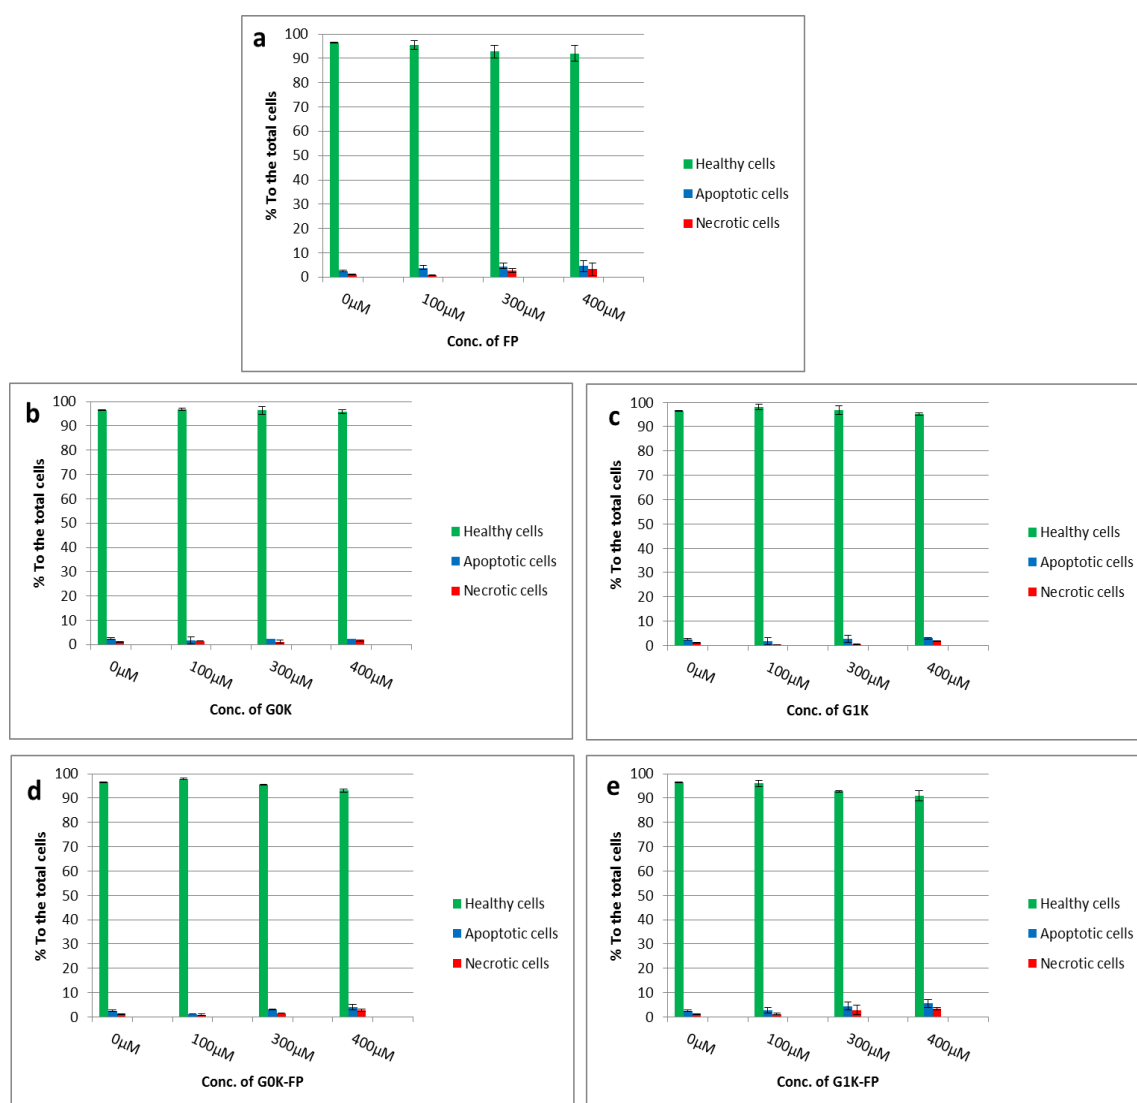 a
100
90
80
70
60
50
40
30
20
10
0
% To the total cells
0µM
100µM
300µM
400µM
Conc. of FP
Healthy cells
Apoptotic cells
Necrotic cells
b
100
90
80
70
60
50
40
30
20
10
0
% To the total cells
0µM
100µM
300µM
400µM
Conc. of G0K
Healthy cells
Apoptotic cells
Necrotic cells
c
100
90
80
70
60
50
40
30
20
10
0
% To the total cells
0µM
100µM
300µM
400µM
Conc. of G1K
Healthy cells
Apoptotic cells
Necrotic cells
d
100
90
80
70
60
50
40
30
20
10
0
% To the total cells
0µM
100µM
300µM
400µM
Conc. of G0K-FP
Healthy cells
Apoptotic cells
Necrotic cells
e
100
90
80
70
60
50
40
30
20
10
0
% To the total cells
0µM
100µM
300µM
400µM
Conc. of G1K-FP
Healthy cells
Apoptotic cells
Necrotic cells